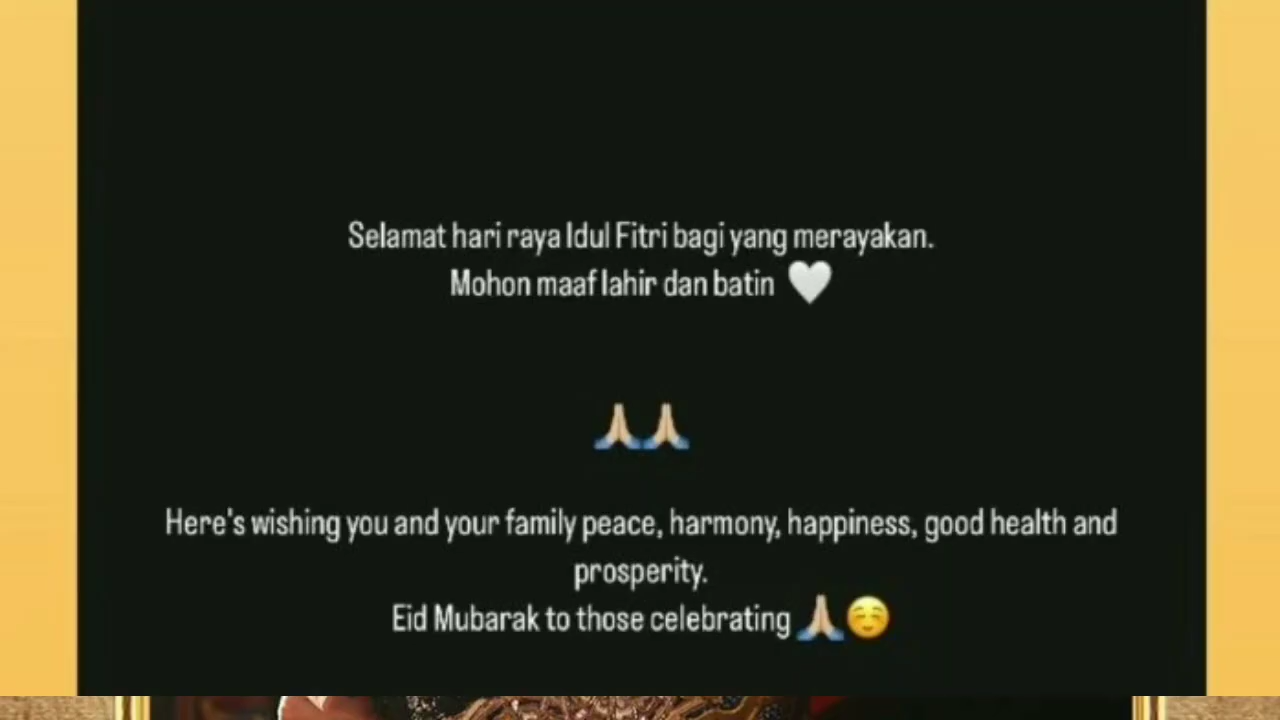 Selamat hari raya Idul Fitri bagi yang merayakan.
Mohon maaf lahir dan batin 🤍
🙏🏼🙏🏼
Here's wishing you and your family peace, harmony, happiness, good health and
prosperity.
Eid Mubarak to those celebrating 🙏🏼☺️